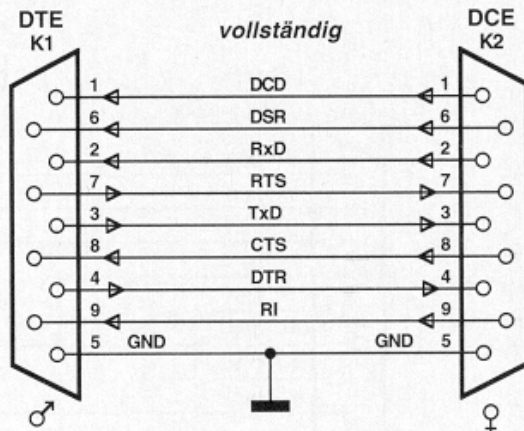 DTE
K1
vollständig
DCE
K2
1 DCD 1
6 DSR 6
2 RxD 2
7 RTS 7
3 TxD 3
8 CTS 8
4 DTR 4
9 RI 9
5 GND GND 5